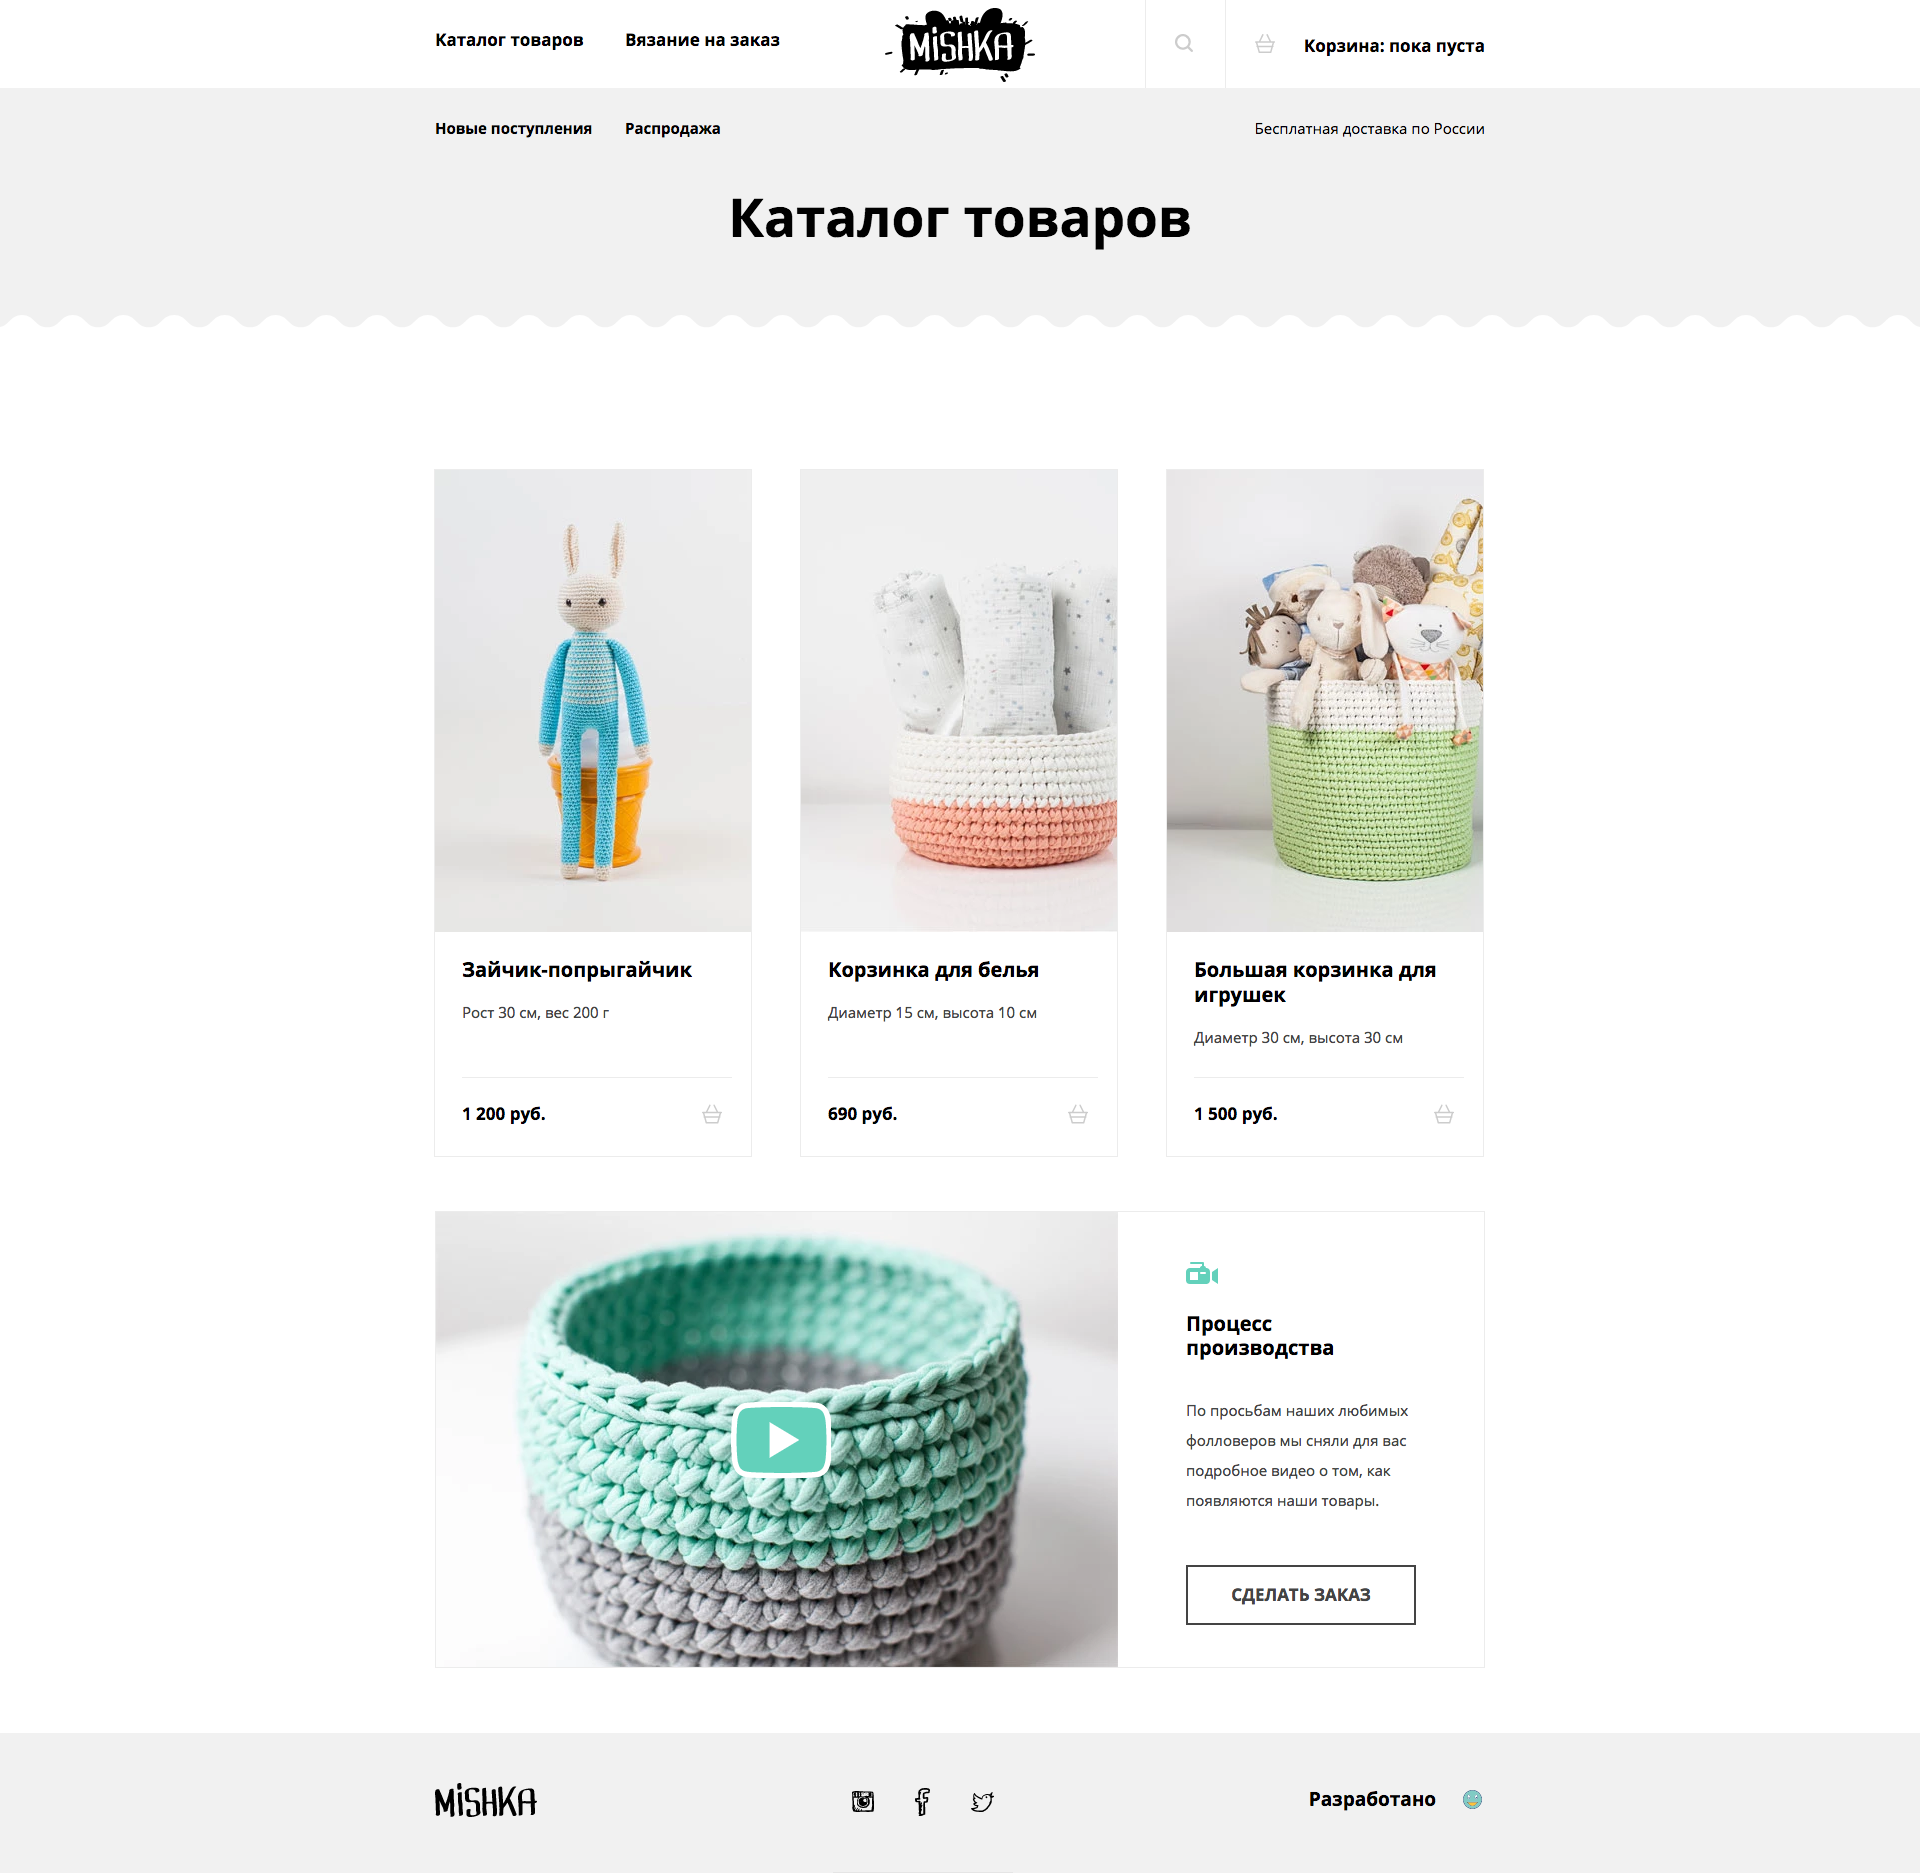 Каталог товаров
Вязание на заказ
MiSHKA
Корзина: пока пуста
Новые поступления
Распродажа
Бесплатная доставка по России
Каталог товаров
Зайчик-попрыгайчик
Рост 30 см, вес 200 г
1 200 руб.
Корзинка для белья
Диаметр 15 см, высота 10 см
690 руб.
Большая корзинка для
игрушек
Диаметр 30 см, высота 30 см
1 500 руб.
Процесс
производства
По просьбам наших любимых
фолловеров мы сняли для вас
подробное видео о том, как
появляются наши товары.
СДЕЛАТЬ ЗАКАЗ
MiSHKA
Разработано